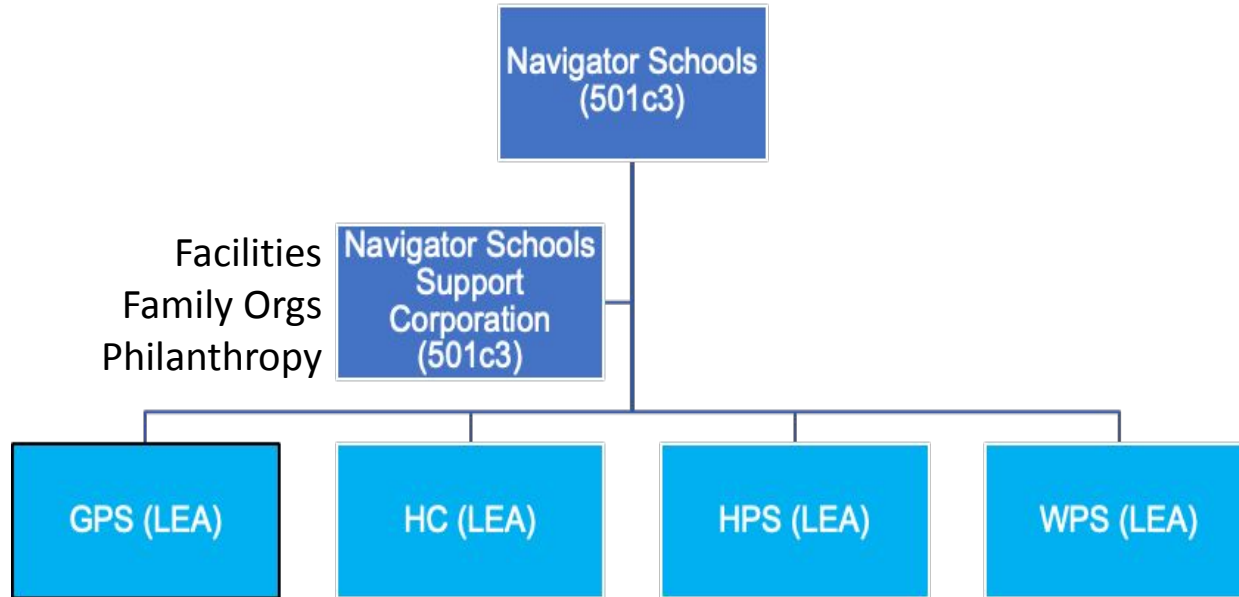 Navigator Schools
(501c3)
Facilities
Family Orgs
Philanthropy
Navigator Schools
Support
Corporation
(501c3)
GPS (LEA)
HC (LEA)
HPS (LEA)
WPS (LEA)